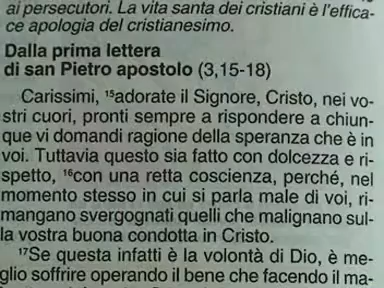 ai persecutori. La vita santa dei cristiani è l'effica-
ce apologia del cristianesimo.
Dalla prima lettera
di san Pietro apostolo (3,15-18)
Carissimi, ¹⁵adorate il Signore, Cristo, nei vo-
stri cuori, pronti sempre a rispondere a chiun-
que vi domandi ragione della speranza che è in
voi. Tuttavia questo sia fatto con dolcezza e ri-
spetto, ¹⁶con una retta coscienza, perché, nel
momento stesso in cui si parla male di voi, ri-
mangano svergognati quelli che malignano sul-
la vostra buona condotta in Cristo.
¹⁷Se questa infatti è la volontà di Dio, è me-
glio soffrire operando il bene che facendo il ma-